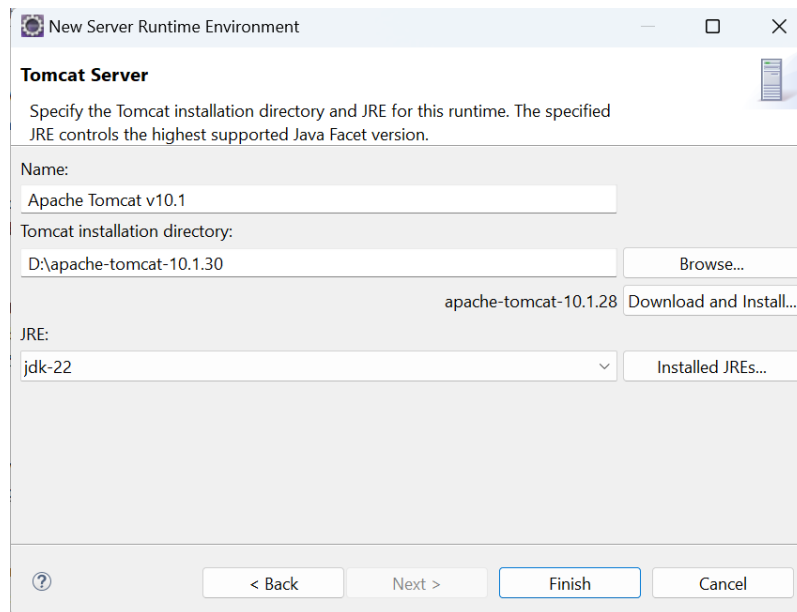 New Server Runtime Environment
Tomcat Server
Specify the Tomcat installation directory and JRE for this runtime. The specified
JRE controls the highest supported Java Facet version.
Name:
Apache Tomcat v10.1
Tomcat installation directory:
D:\apache-tomcat-10.1.30
Browse...
apache-tomcat-10.1.28 Download and Install...
JRE:
jdk-22
Installed JREs...
?
< Back
Next >
Finish
Cancel